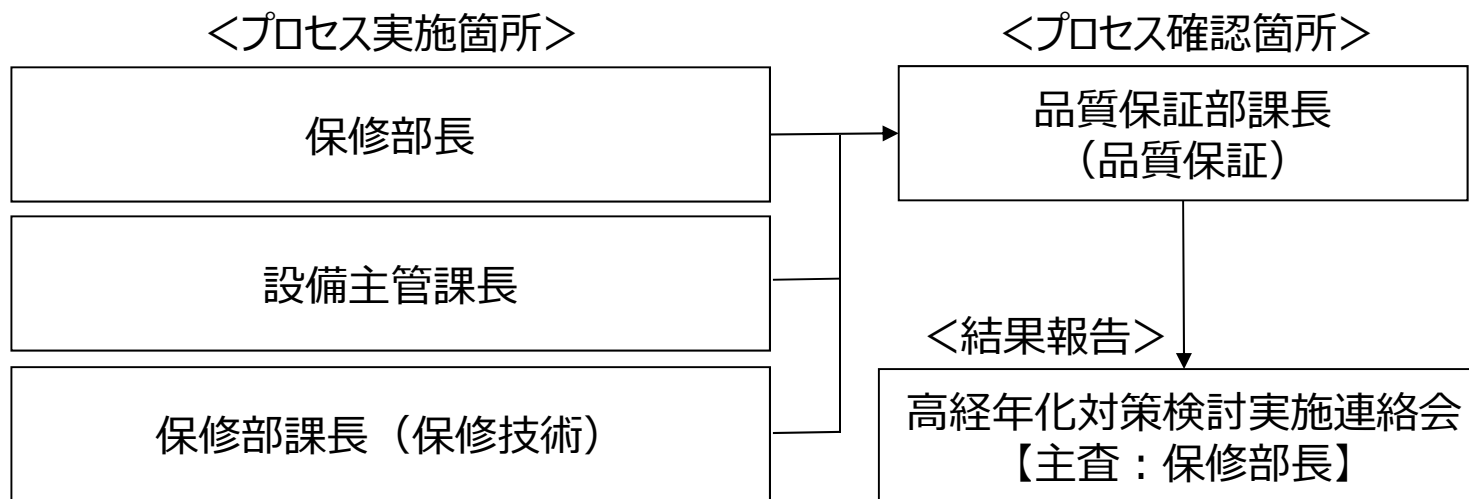 ＜プロセス実施箇所＞
保修部長
設備主管課長
保修部課長（保修技術）
＜プロセス確認箇所＞
品質保証部課長
（品質保証）
＜結果報告＞
高経年化対策検討実施連絡会
【主査：保修部長】